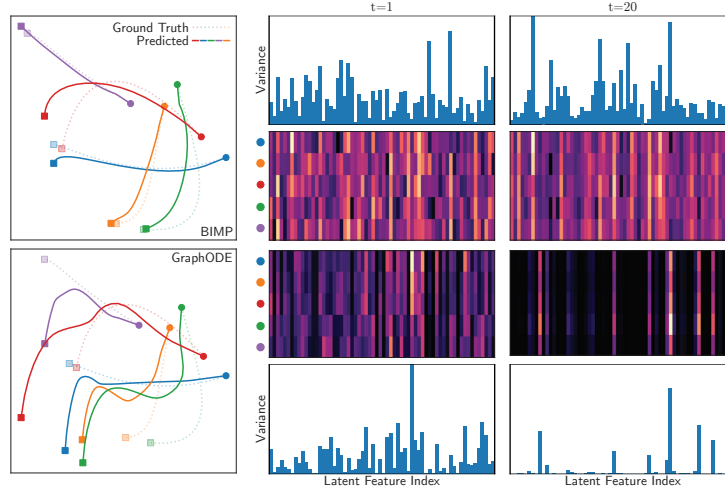 t=1
t=20
Ground Truth
Predicted
BIMP
Variance
GraphODE
Variance
Latent Feature Index
Latent Feature Index